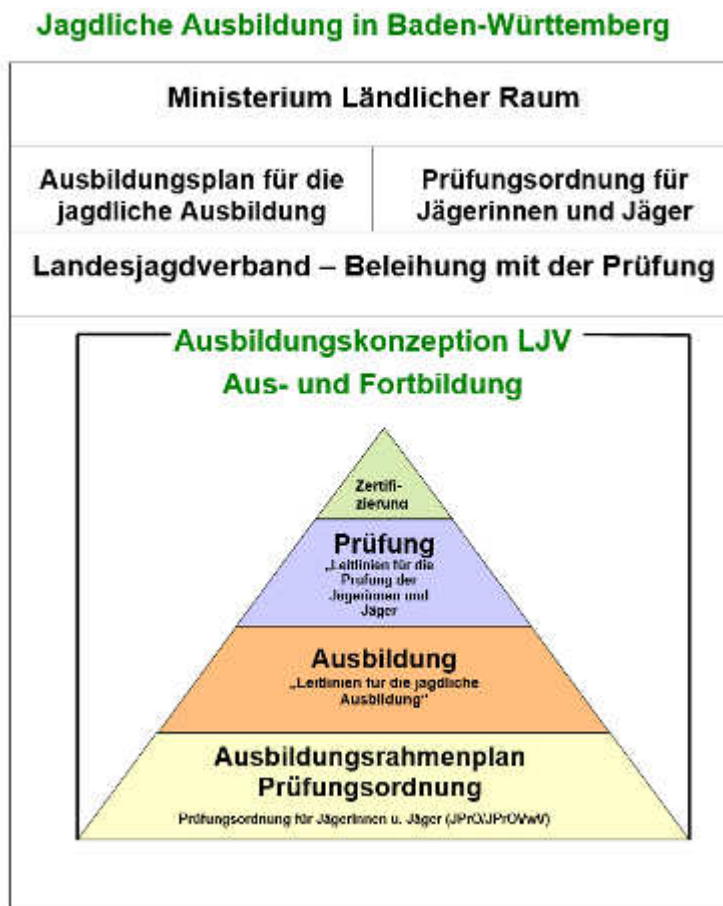 Jagdliche Ausbildung in Baden-Württemberg
Ministerium Ländlicher Raum
Ausbildungsplan für die
jagdliche Ausbildung
Prüfungsordnung für
Jägerinnen und Jäger
Landesjagdverband – Beleihung mit der Prüfung
Ausbildungskonzeption LJV
Aus- und Fortbildung
Zertifi-
zierung
Prüfung
„Leitlinien für die
Prüfung der
Jägerinnen und
Jäger
Ausbildung
„Leitlinien für die jagdliche
Ausbildung“
Ausbildungsrahmenplan
Prüfungsordnung
Prüfungsordnung für Jägerinnen u. Jäger (JPrO/JPrOVwV)